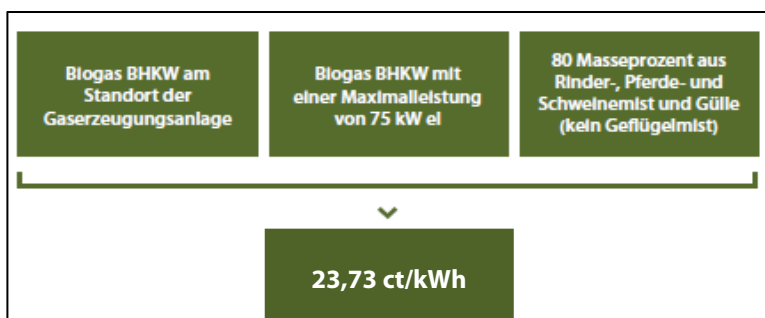 Biogas BHKW am
Standort der
Gaserzeugungsanlage
Biogas BHKW mit
einer Maximalleistung
von 75 kW el
80 Masseprozent aus
Rinder-, Pferde- und
Schweinemist und Gülle
(kein Geflügelmist)
23,73 ct/kWh